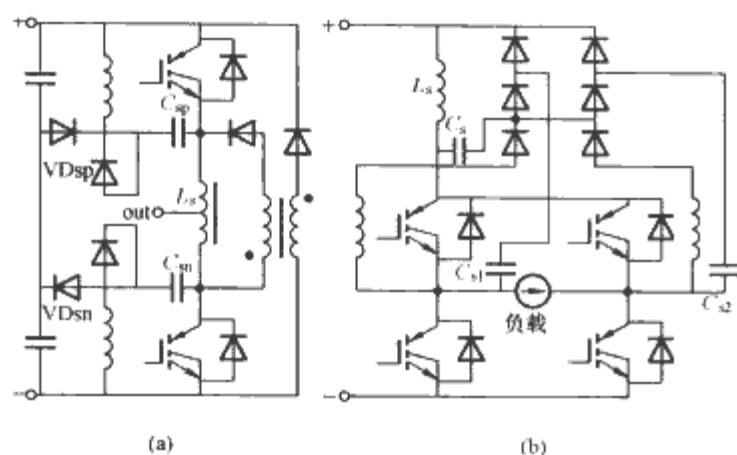 +
Csp
VDsp
Ls
out
Csn
VDsn
−
(a)
+
Ls
Cs
Cs1
负载
Cs2
−
(b)